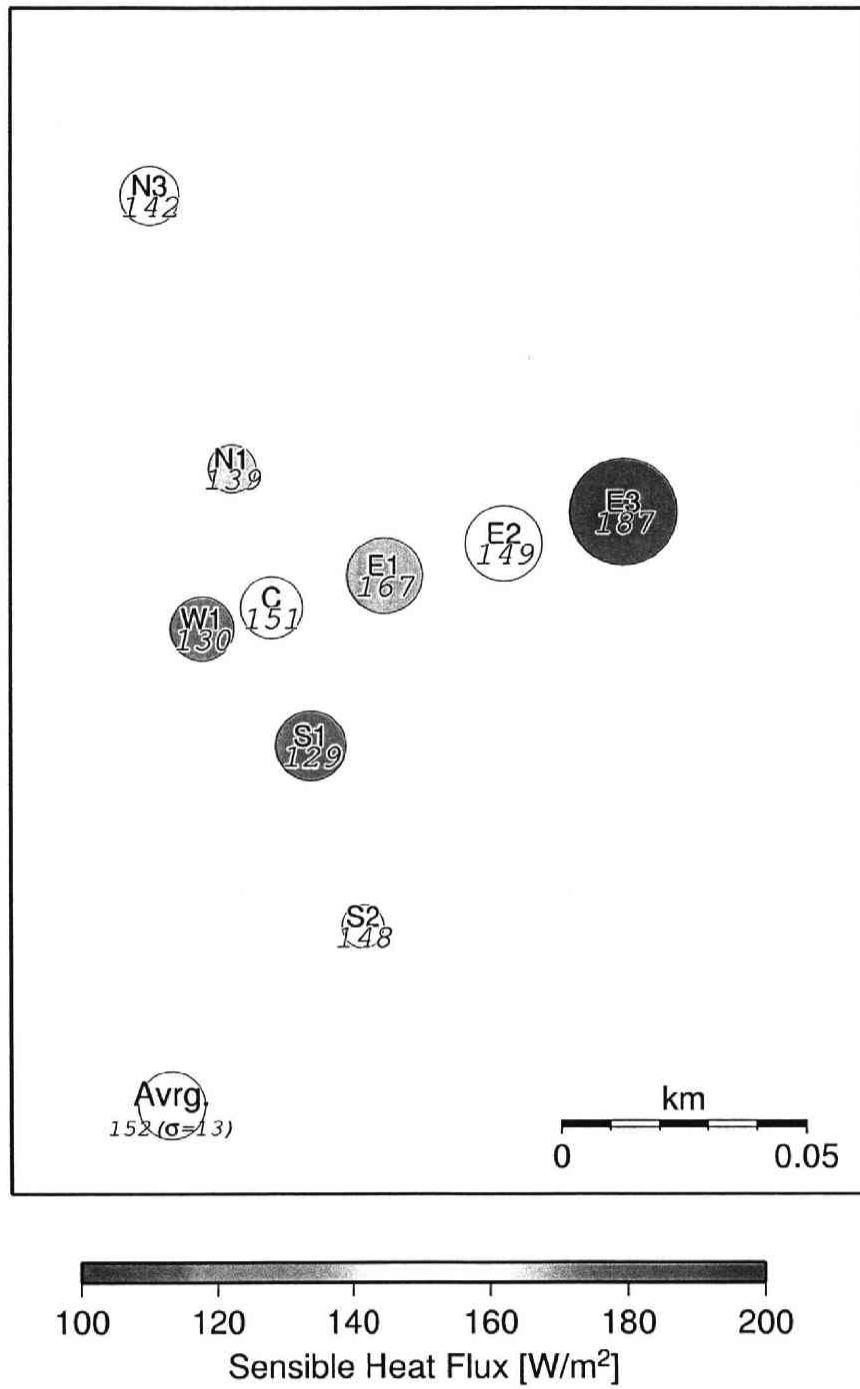 N3
142
N1
139
E3
187
E2
149
E1
167
C
151
W1
130
S1
129
S2
148
Avrg.
152 (σ=13)
km
0 0.05
100 120 140 160 180 200
Sensible Heat Flux [W/m²]